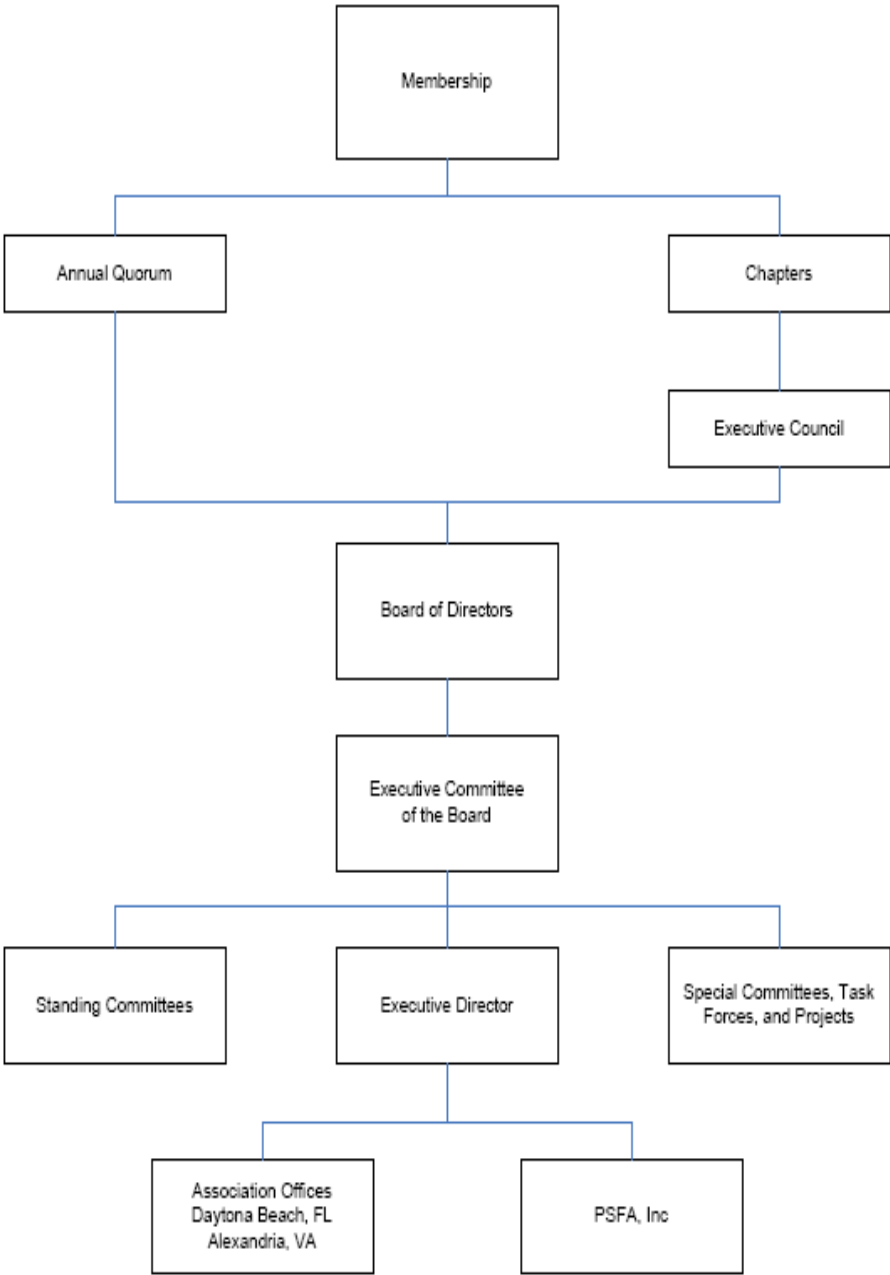 Membership
Annual Quorum
Chapters
Executive Council
Board of Directors
Executive Committee
of the Board
Standing Committees
Executive Director
Special Committees, Task
Forces, and Projects
Association Offices
Daytona Beach, FL
Alexandria, VA
PSFA, Inc